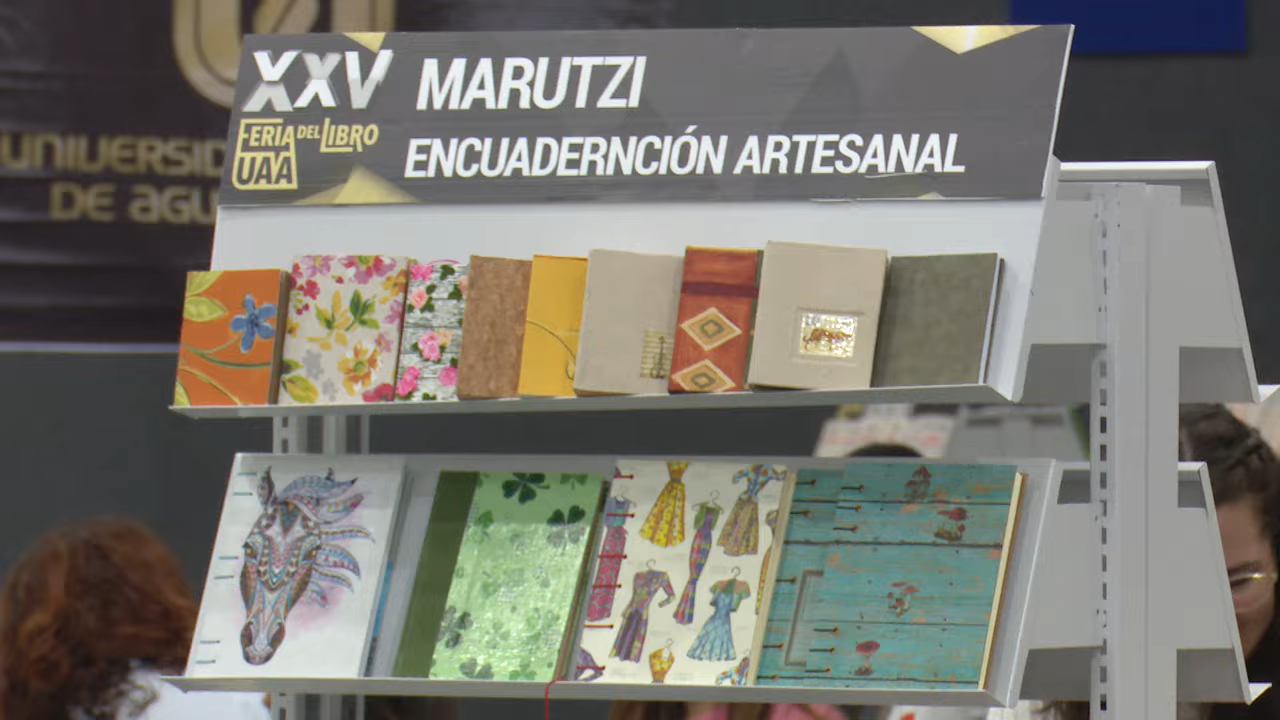 XXV
FERIA DEL LIBRO
UAA
MARUTZI
ENCUADERNCIÓN ARTESANAL
UNIVERSID
DE AGU